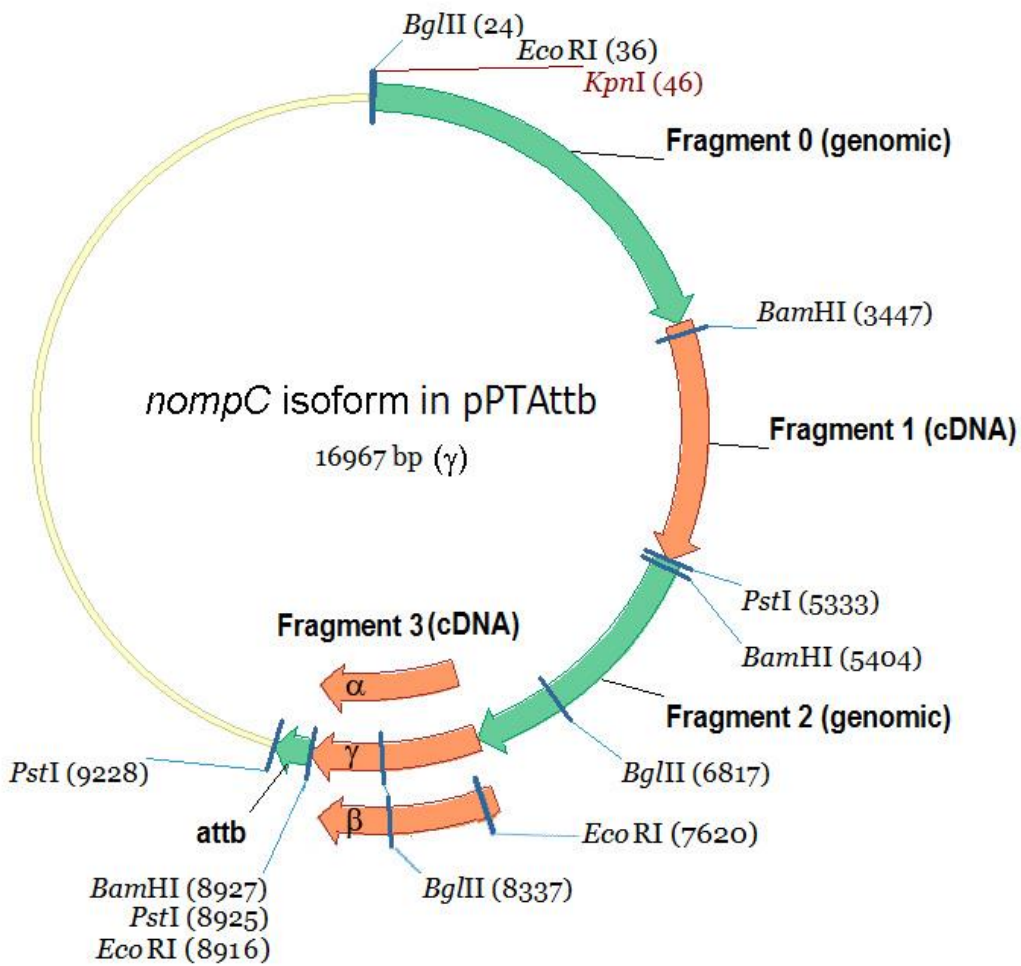 BglII (24)
EcoRI (36)
KpnI (46)
Fragment 0 (genomic)
BamHI (3447)
nompC isoform in pPTAttb
16967 bp (γ)
Fragment 1 (cDNA)
PstI (5333)
BamHI (5404)
Fragment 3 (cDNA)
Fragment 2 (genomic)
α
γ
β
BglII (6817)
PstI (9228)
attb
EcoRI (7620)
BamHI (8927)
PstI (8925)
EcoRI (8916)
BglII (8337)